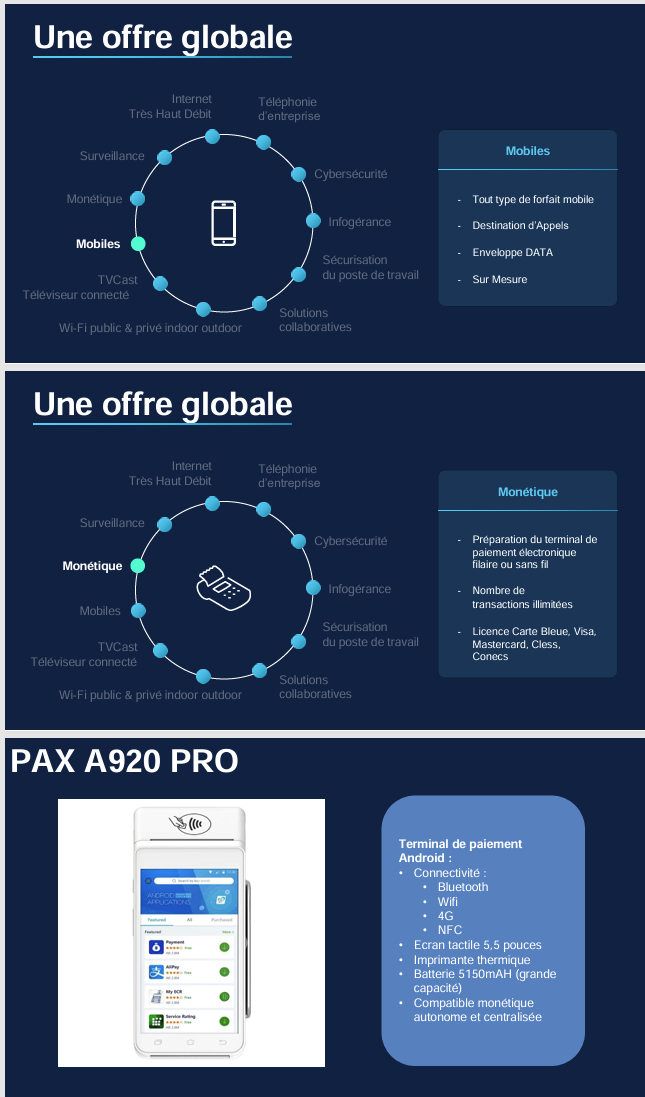 Une offre globale
Internet
Très Haut Débit
Téléphonie
d'entreprise
Surveillance
Cybersécurité
Monétique
Infogérance
Mobiles
Sécurisation
du poste de travail
TVCast
Téléviseur connecté
Solutions
collaboratives
Wi-Fi public & privé indoor outdoor
Mobiles
- Tout type de forfait mobile
- Destination d'Appels
- Enveloppe DATA
- Sur Mesure
Une offre globale
Internet
Très Haut Débit
Téléphonie
d'entreprise
Surveillance
Cybersécurité
Monétique
Infogérance
Mobiles
Sécurisation
du poste de travail
TVCast
Téléviseur connecté
Solutions
collaboratives
Wi-Fi public & privé indoor outdoor
Monétique
- Préparation du terminal de
paiement électronique
filaire ou sans fil
- Nombre de
transactions illimitées
- Licence Carte Bleue, Visa,
Mastercard, Cless,
Conecs
PAX A920 PRO
ANDROID
APPLICATIONS
Featured All Purchased
Featured More
Payment
Free
AliPay
Free
My ECR
Free
Service Rating
Free
Terminal de paiement
Android :
• Connectivité :
• Bluetooth
• Wifi
• 4G
• NFC
• Ecran tactile 5,5 pouces
• Imprimante thermique
• Batterie 5150mAH (grande
capacité)
• Compatible monétique
autonome et centralisée